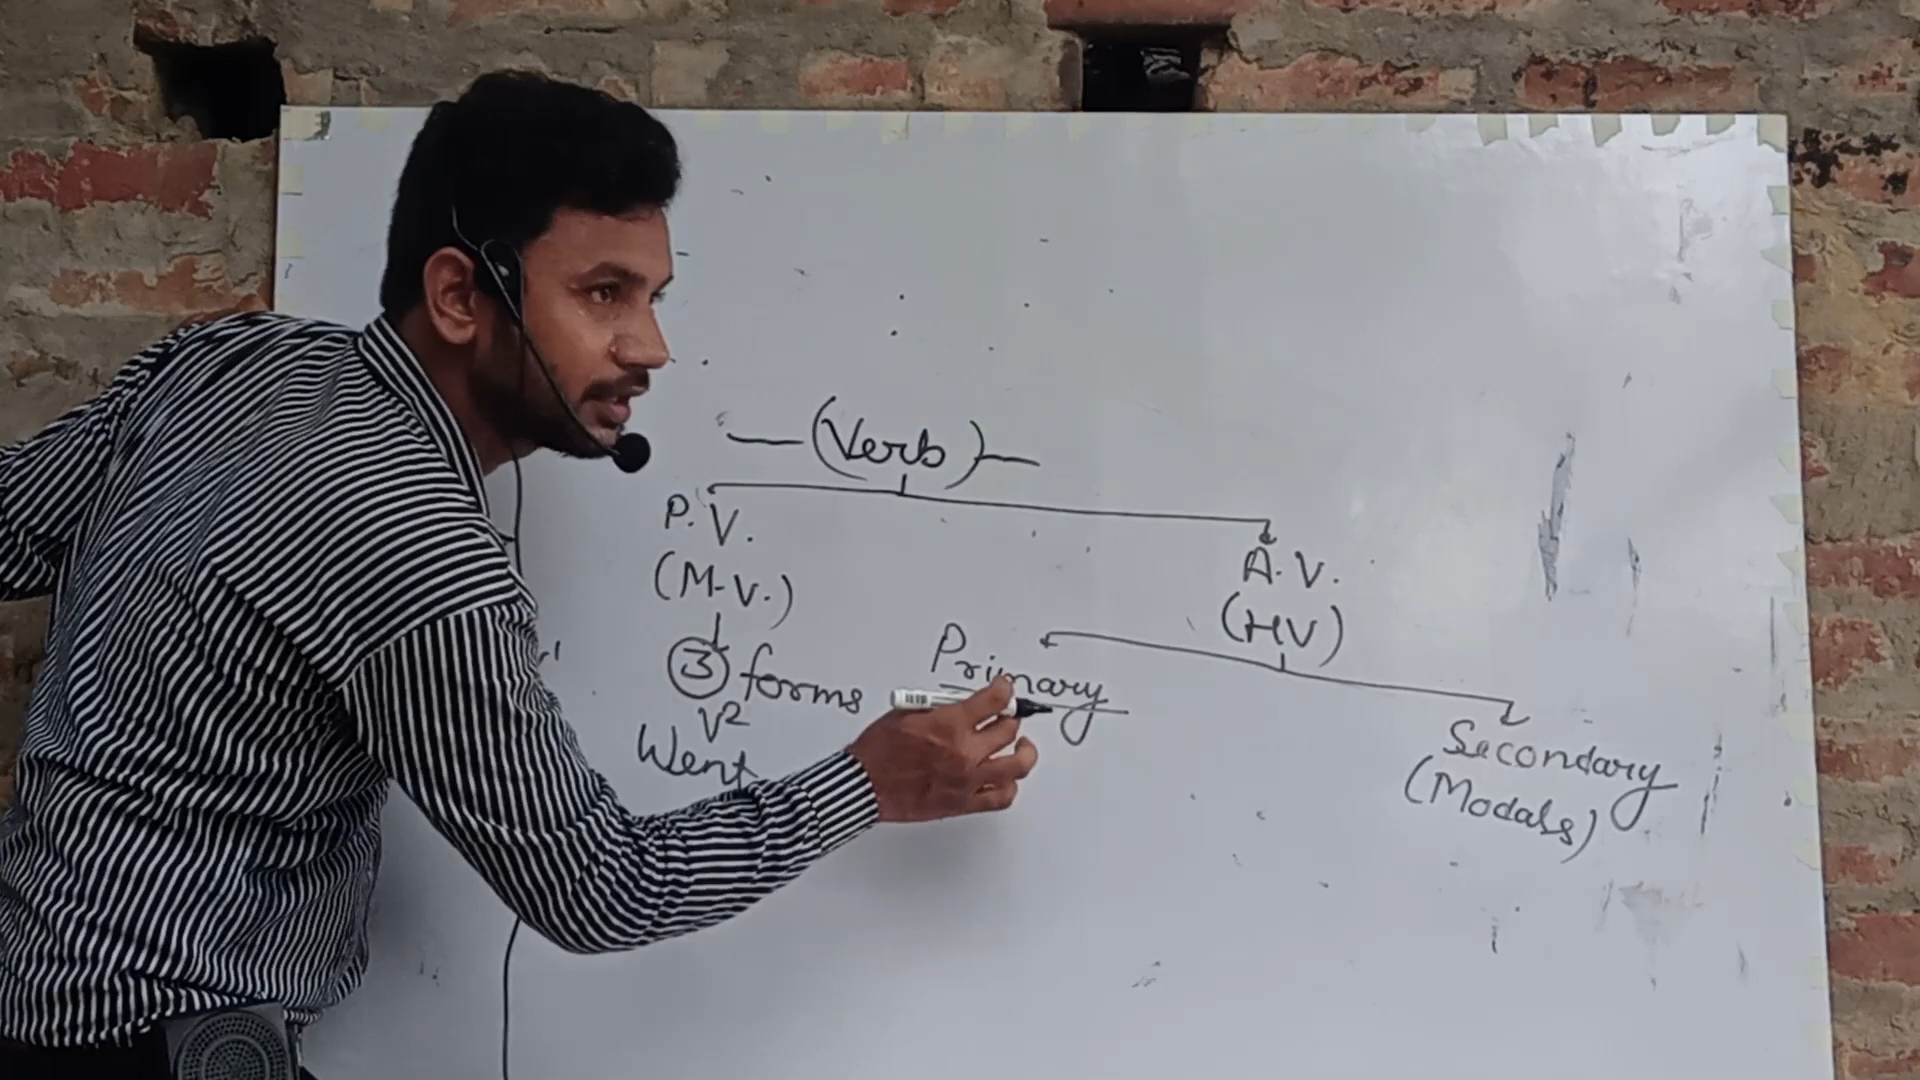 (Verb)
P.V.
(M.V.)
③ forms
V²
Went
A.V.
(HV)
Primary
Secondary
(Modals)